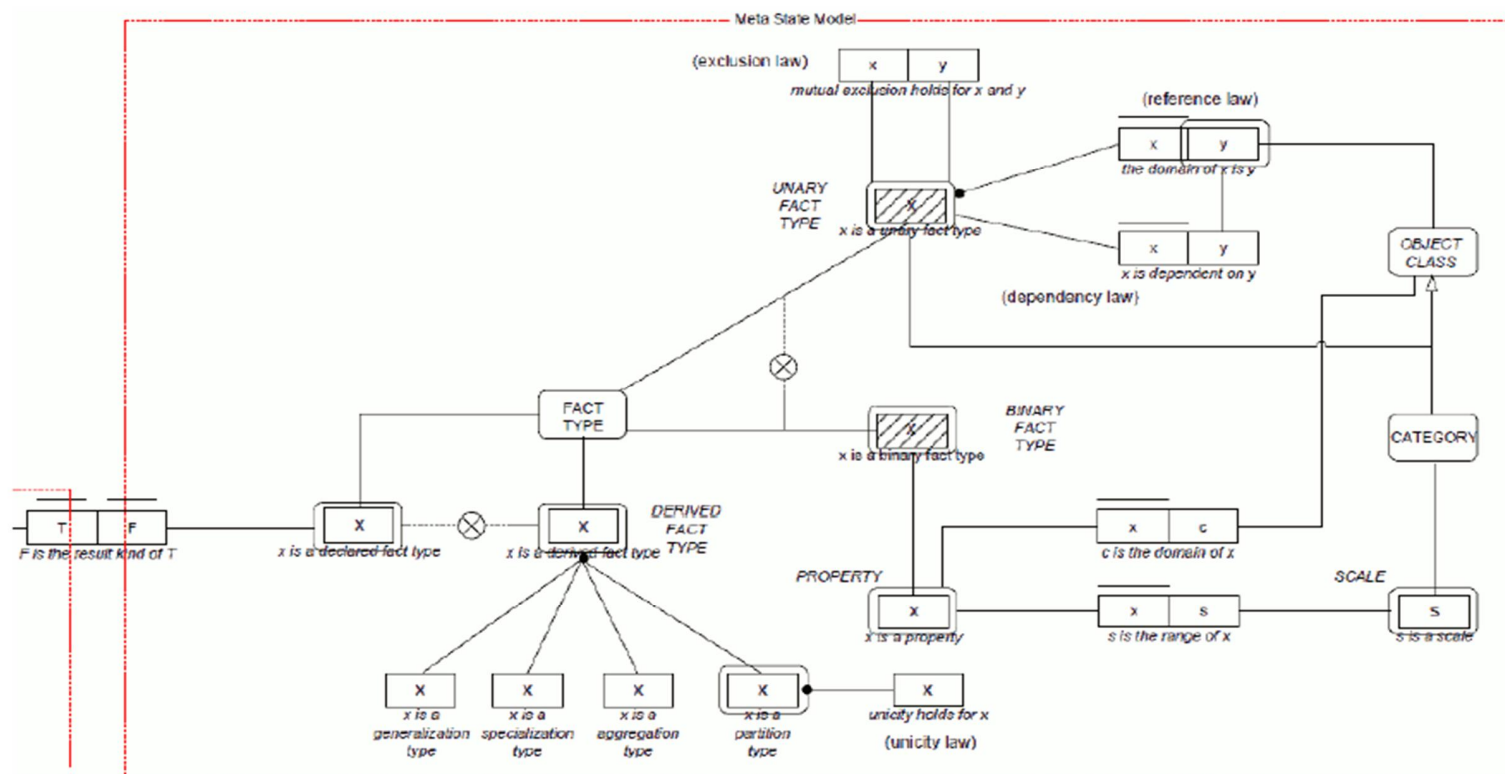 Meta State Model
(exclusion law)
x y
mutual exclusion holds for x and y
(reference law)
x y
the domain of x is y
UNARY
FACT
TYPE
X
x is a unary fact type
x y
x is dependent on y
OBJECT
CLASS
(dependency law)
FACT
TYPE
X
x is a binary fact type
BINARY
FACT
TYPE
CATEGORY
T F
F is the result kind of T
X
x is a declared fact type
X
x is a derived fact type
DERIVED
FACT
TYPE
x c
c is the domain of x
PROPERTY
X
x is a property
x s
s is the range of x
SCALE
S
s is a scale
X
x is a
generalization
type
X
x is a
specialization
type
X
x is a
aggregation
type
X
x is a
partition
type
X
unicity holds for x
(unicity law)